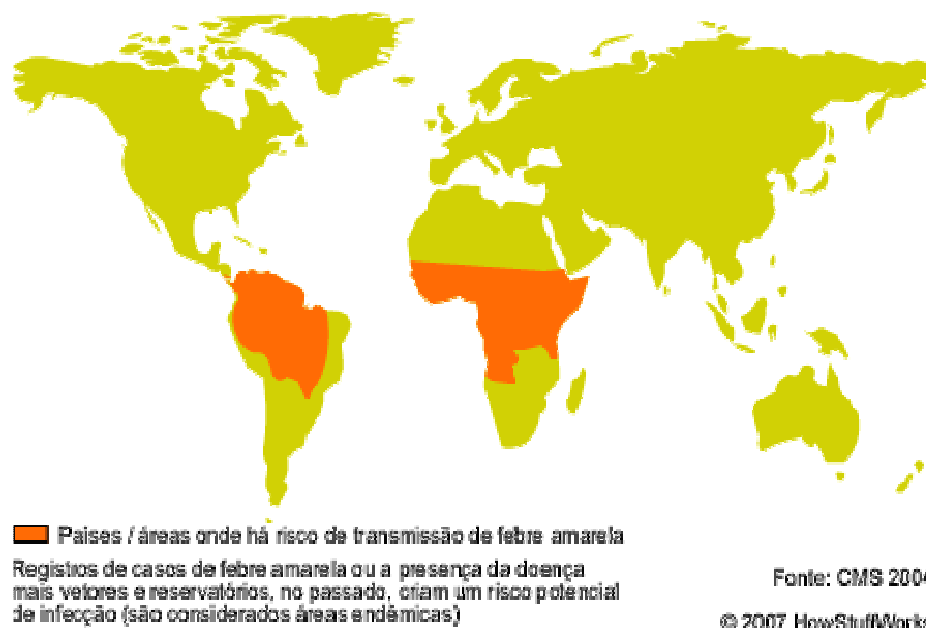 Países / áreas onde há risco de transmissão de febre amarela
Registros de casos de febre amarela ou a presença da doença
mais vetores e reservatórios, no passado, criam um risco potencial
de infecção (são considerados áreas endêmicas)
Fonte: CMS 2004
© 2007 HowStuffWorks